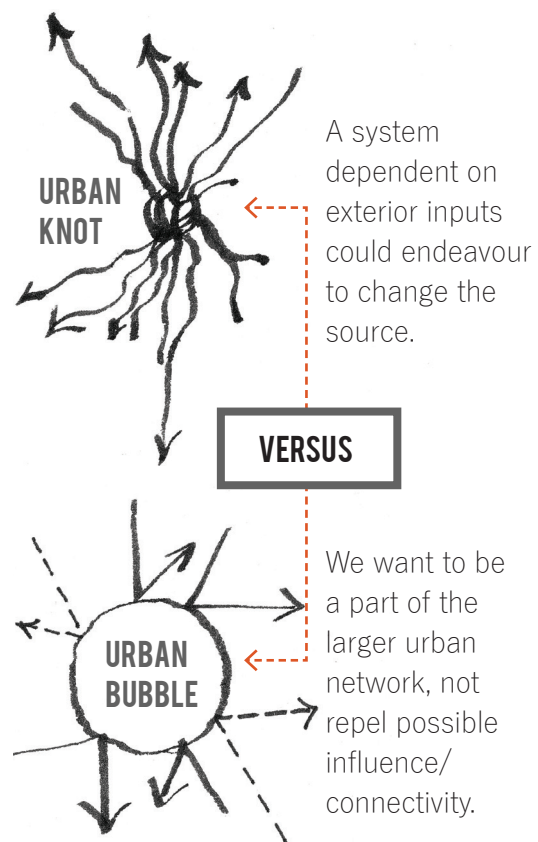 URBAN
KNOT
A system
dependent on
exterior inputs
could endeavour
to change the
source.
VERSUS
URBAN
BUBBLE
We want to be
a part of the
larger urban
network, not
repel possible
influence/
connectivity.